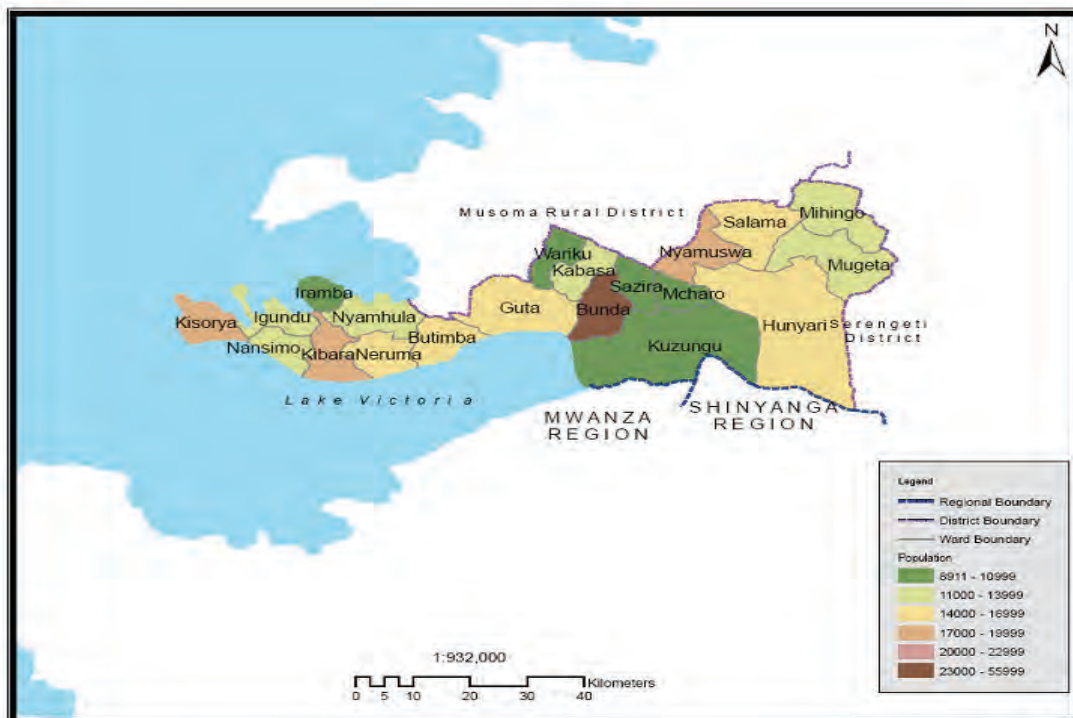 N
Musoma Rural District
Mihingo
Salama
Nyamuswa
Mugeta
Wariku
Kabasa
Sazira
Mcharo
Iramba
Guta
Bunda
Hunyari
Serengeti
District
Kisorya
Igundu
Nyamhula
Butimba
Nansimo
Kibara
Neruma
Kuzungu
Lake Victoria
MWANZA
REGION
SHINYANGA
REGION
Legend
Regional Boundary
District Boundary
Ward Boundary
Population
8911 - 10999
11000 - 13999
14000 - 16999
17000 - 19999
20000 - 22999
23000 - 55999
1:932,000
Kilometers
0 5 10 20 30 40